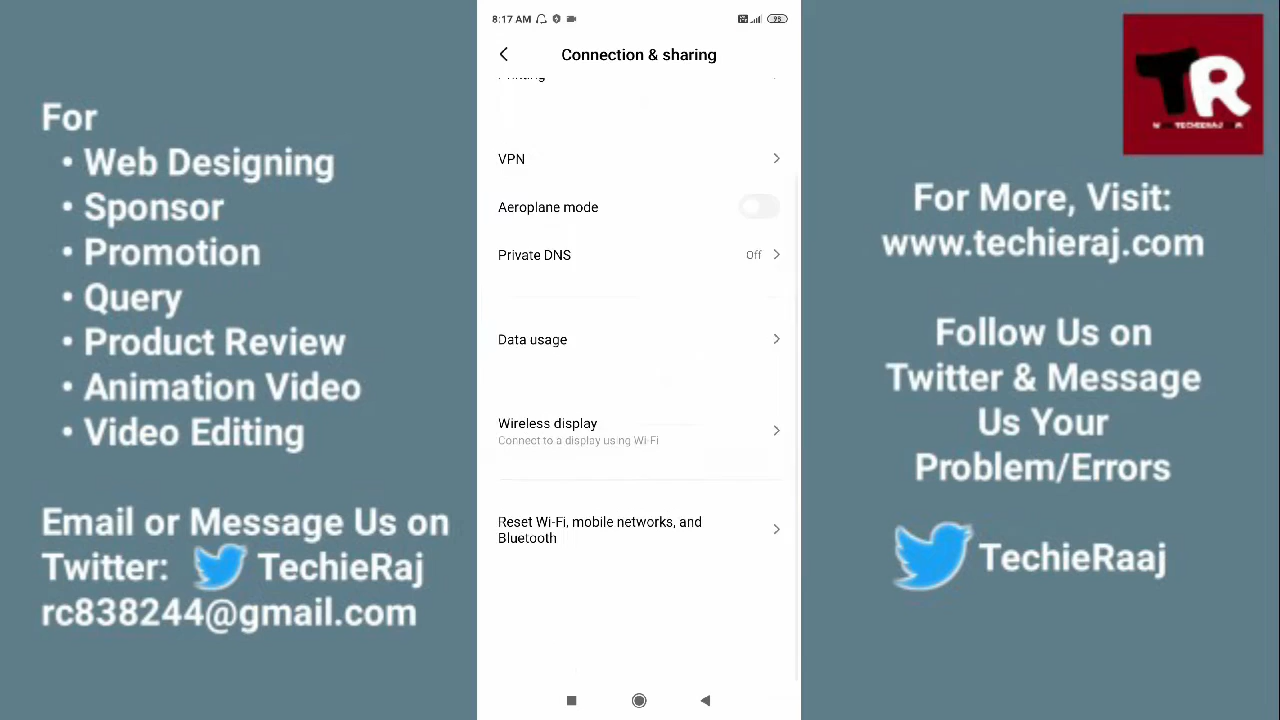 For
• Web Designing
• Sponsor
• Promotion
• Query
• Product Review
• Animation Video
• Video Editing
Email or Message Us on
Twitter: TechieRaj
rc838244@gmail.com
8:17 AM
95
Connection & sharing
Printing
VPN
Aeroplane mode
Private DNS Off
Data usage
Wireless display
Connect to a display using Wi-Fi
Reset Wi-Fi, mobile networks, and
Bluetooth
TR
For More, Visit:
www.techieraj.com
Follow Us on
Twitter & Message
Us Your
Problem/Errors
TechieRaaj